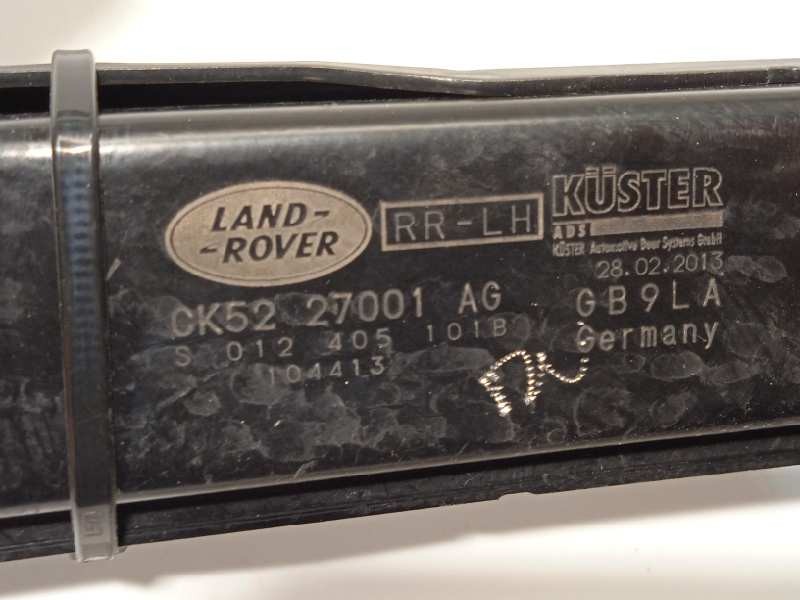 LAND-
-ROVER
RR-LH
KÜSTER
ADS
KÜSTER Automotive Door Systems GmbH
28.02.2013
CK52 27001 AG
GB9LA
S 012 405 101B
Germany
104413